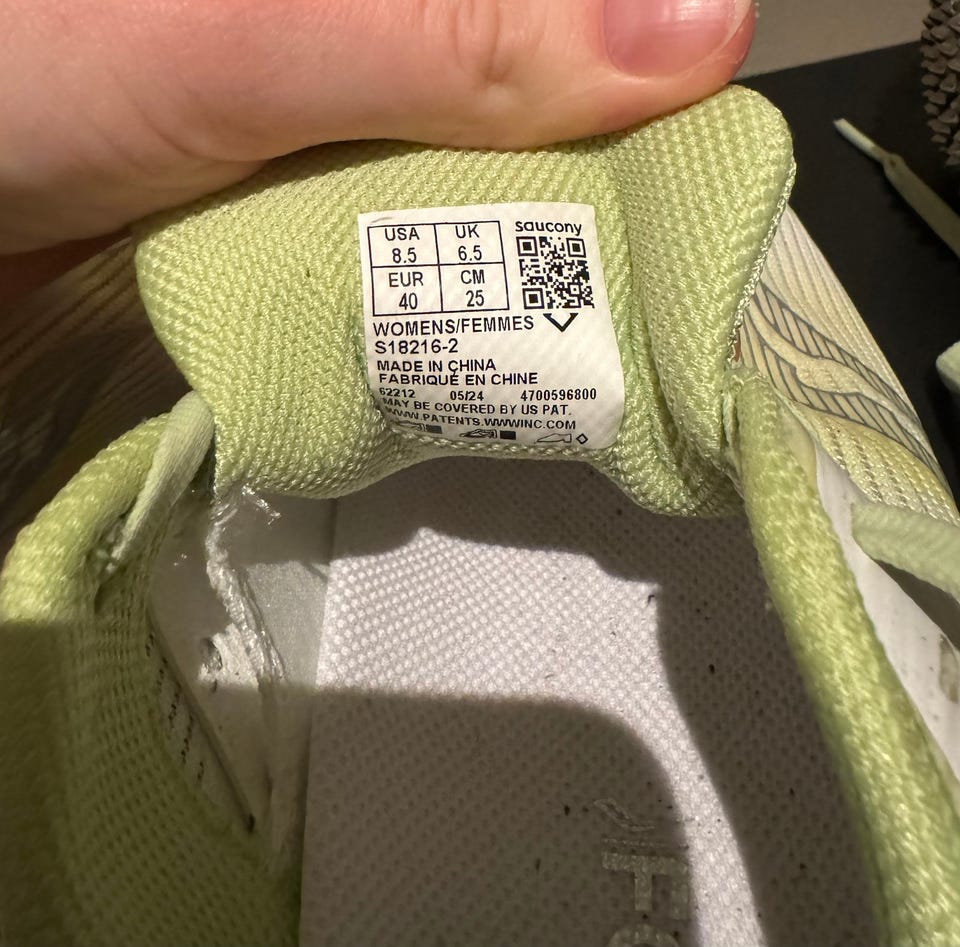 USA UK saucony
8.5 6.5
EUR CM
40 25
WOMENS/FEMMES
S18216-2
MADE IN CHINA
FABRIQUÉ EN CHINE
62212 05/24 4700596800
MAY BE COVERED BY US PAT.
WWW.PATENTS.WWWINC.COM